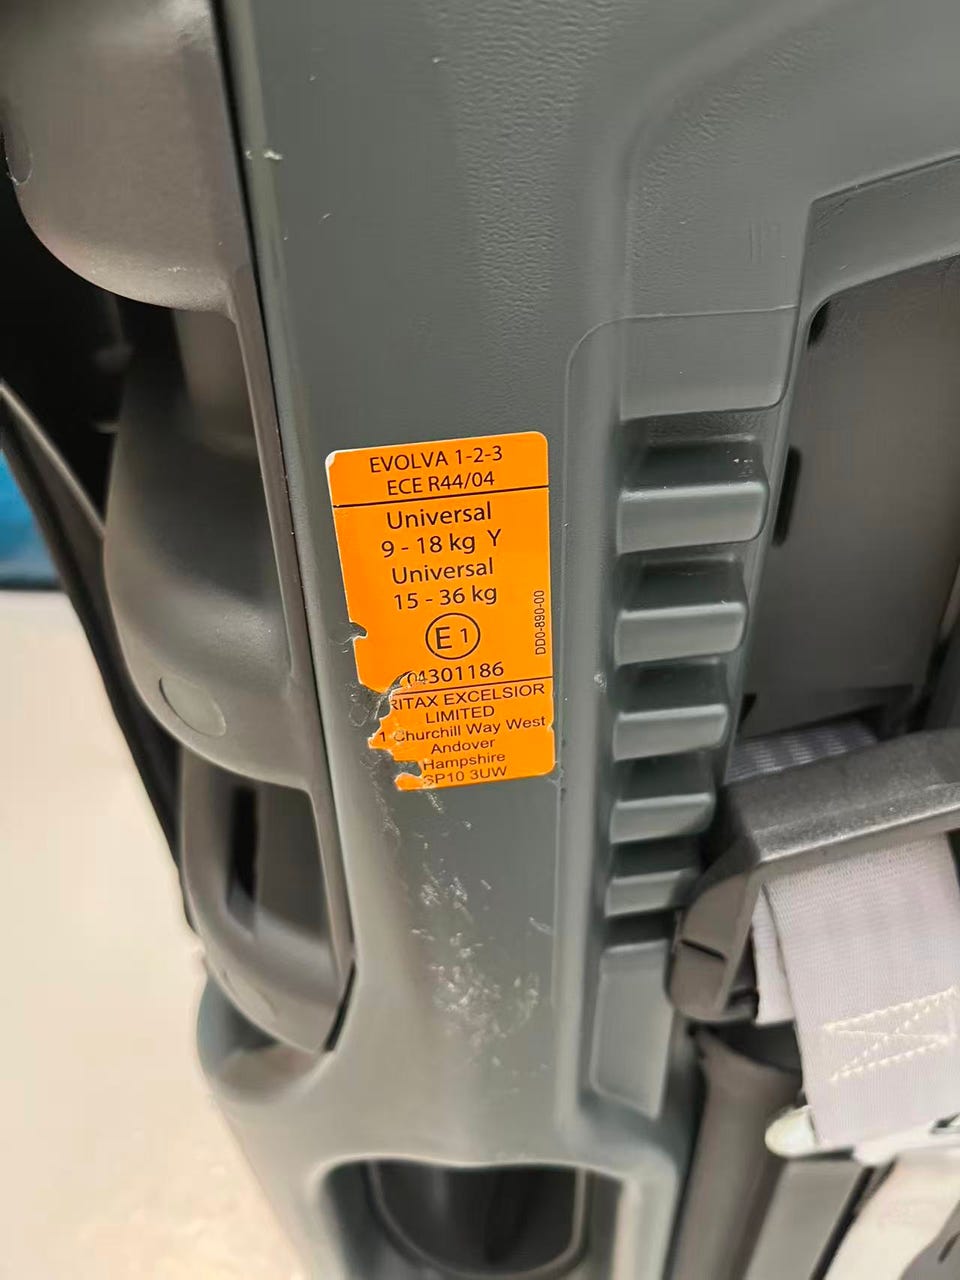 EVOLVA 1-2-3
ECE R44/04
Universal
9 - 18 kg Y
Universal
15 - 36 kg
E 1
04301186
DD0-890-00
RITAX EXCELSIOR
LIMITED
1 Churchill Way West
Andover
Hampshire
SP10 3UW